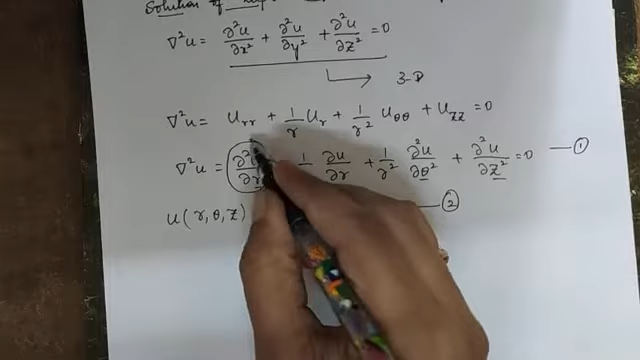 Solution of
∇²u = ∂²u/∂x² + ∂²u/∂y² + ∂²u/∂z² = 0
3-D
∇²u = u_rr + 1/r u_r + 1/r² u_θθ + u_zz = 0
∇²u = ∂²u/∂r² 1/r ∂u/∂r + 1/r² ∂²u/∂θ² + ∂²u/∂z² = 0 — ①
u(r, θ, z) — ②